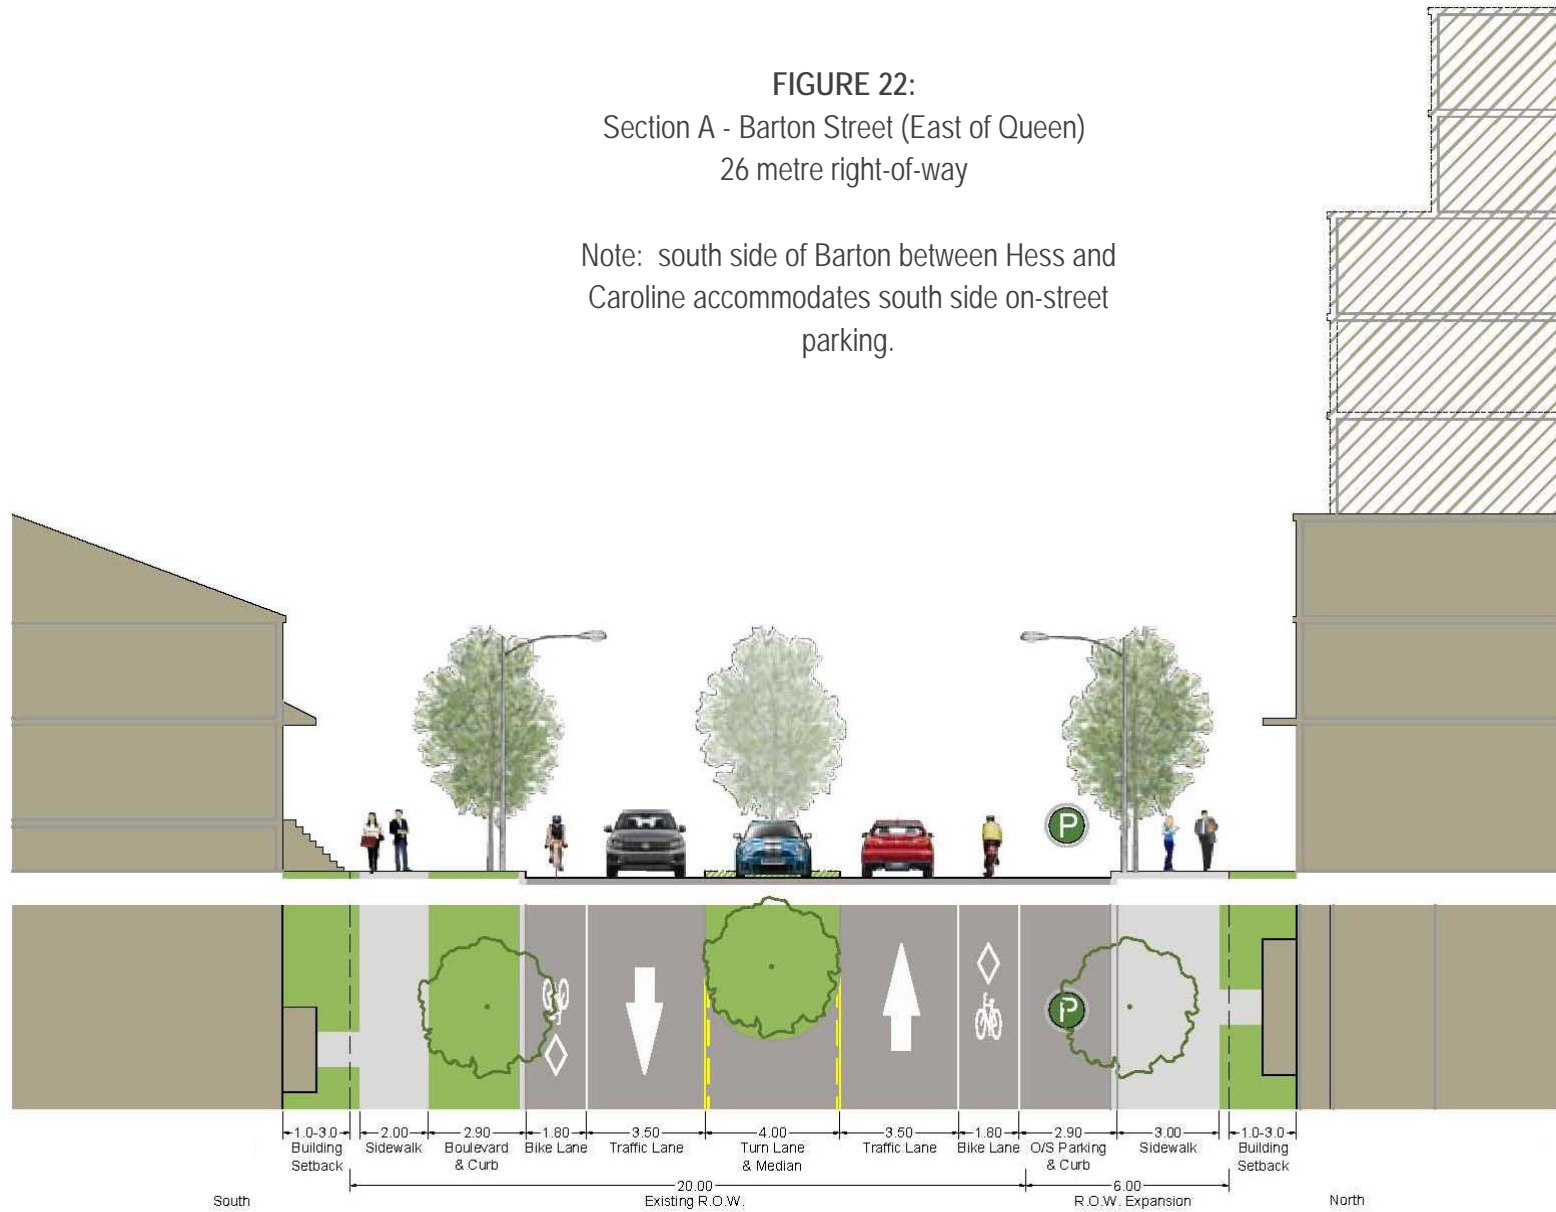 FIGURE 22:
Section A - Barton Street (East of Queen)
26 metre right-of-way
Note: south side of Barton between Hess and
Caroline accommodates south side on-street
parking.
P
P
1.0-3.0
Building
Setback
2.00
Sidewalk
2.90
Boulevard
& Curb
1.80
Bike Lane
3.50
Traffic Lane
4.00
Turn Lane
& Median
3.50
Traffic Lane
1.80
Bike Lane
2.90
O/S Parking
& Curb
3.00
Sidewalk
1.0-3.0
Building
Setback
20.00
Existing R.O.W.
6.00
R.O.W. Expansion
South
North